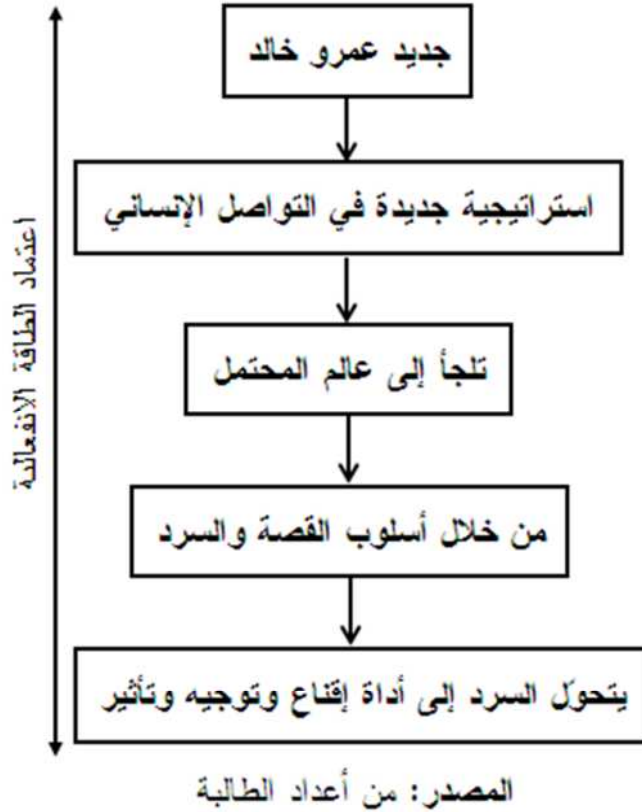 جديد عمرو خالد
استراتيجية جديدة في التواصل الإنساني
تلجأ إلى عالم المحتمل
من خلال أسلوب القصة والسرد
يتحوّل السرد إلى أداة إقناع وتوجيه وتأثير
اعتماد الطاقة الانفعالية
المصدر: من أعداد الطالبة